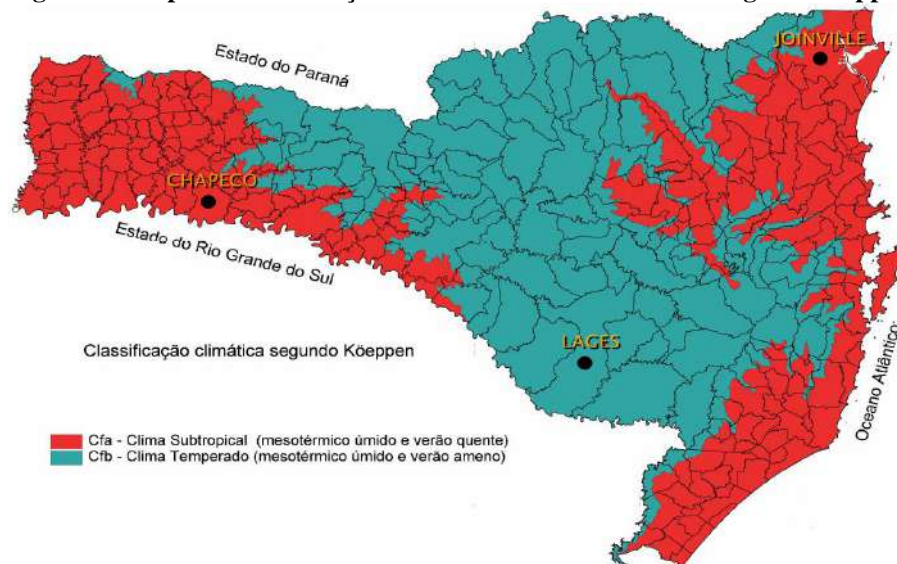 Estado do Paraná
JOINVILLE
CHAPECÓ
Estado do Rio Grande do Sul
LAGES
Classificação climática segundo Köeppen
Oceano Atlântico
Cfa - Clima Subtropical (mesotérmico úmido e verão quente)
Cfb - Clima Temperado (mesotérmico úmido e verão ameno)